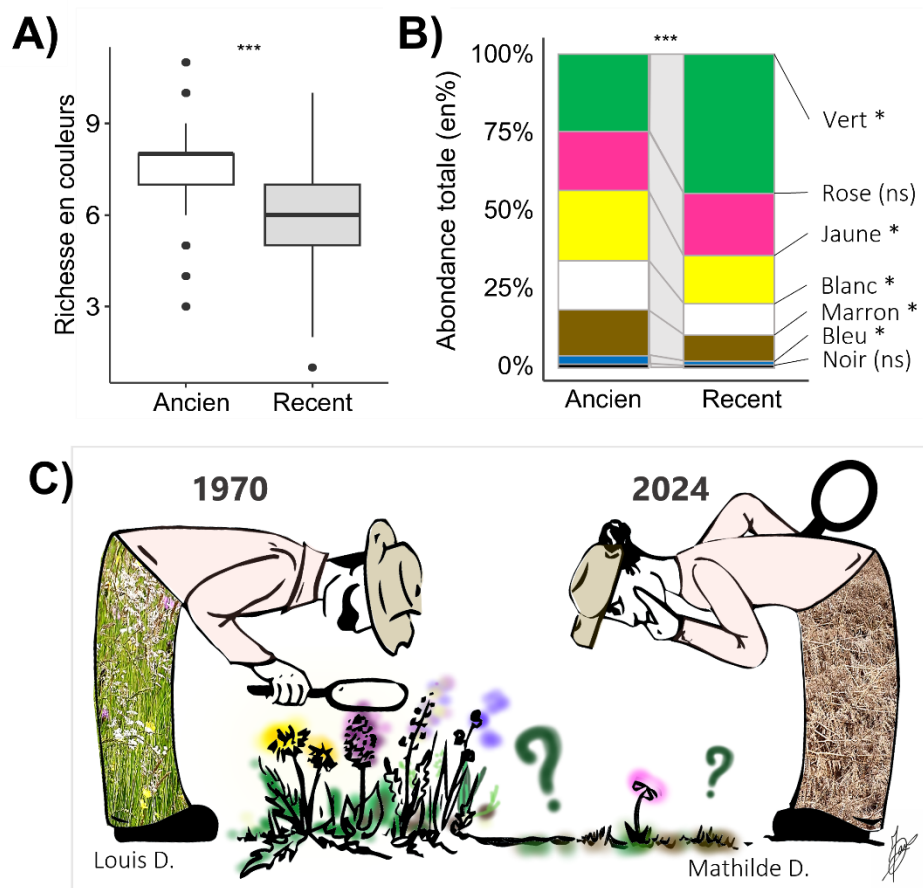 A)
***
Richesse en couleurs
9
6
3
Ancien
Recent
B)
***
Abondance totale (en%)
100%
75%
50%
25%
0%
Vert *
Rose (ns)
Jaune *
Blanc *
Marron *
Bleu *
Noir (ns)
Ancien
Recent
C)
1970
2024
?
?
Louis D.
Mathilde D.